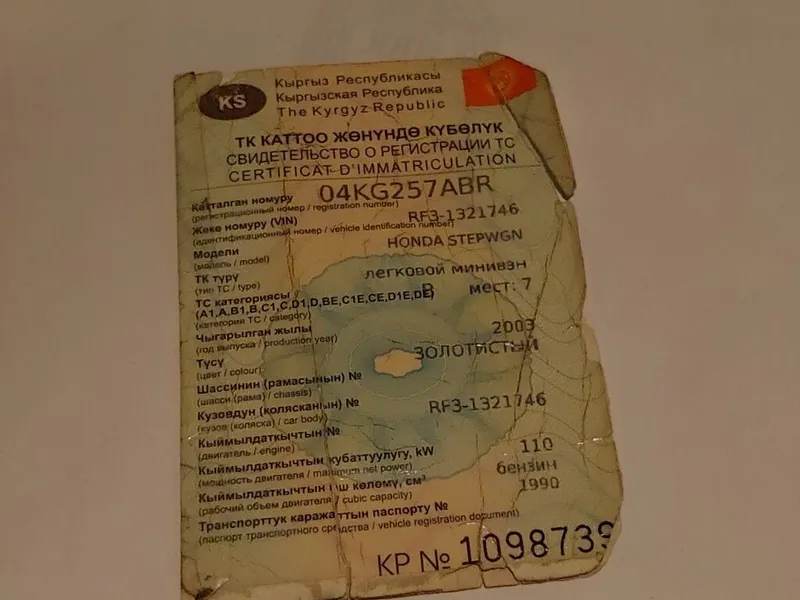 KS
Кыргыз Республикасы
Кыргызская Республика
The Kyrgyz Republic
ТК КАТТОО ЖӨНҮНДӨ КҮБӨЛҮК
СВИДЕТЕЛЬСТВО О РЕГИСТРАЦИИ ТС
CERTIFICAT D'IMMATRICULATION
Катталган номуру 04KG257ABR
(регистрационный номер / registration number)
Жеке номуру (VIN) RF3-1321746
(идентификационный номер / vehicle identification number)
Модели HONDA STEPWGN
(модель / model)
ТК түрү легковой минивэн
(тип ТС / type)
ТС категориясы B мест: 7
(A1,A,B1,B,C1,C,D1,D,BE,C1E,CE,D1E,DE)
(категория ТС / category)
Чыгарылган жылы 2003
(год выпуска / production year)
Түсү ЗОЛОТИСТЫЙ
(цвет / colour)
Шассинин (рамасынын) №
(шасси (рама) / chassis)
Кузовдун (колясканын) № RF3-1321746
(кузов (коляска) / car body)
Кыймылдаткычтын №
(двигатель / engine)
Кыймылдаткычтын кубаттуулугу, kW 110
(мощность двигателя / maximum net power) бензин
Кыймылдаткычтын иш көлөмү, см³ 1990
(рабочий объем двигателя / cubic capacity)
Транспорттук каражаттын паспорту №
(паспорт транспортного средства / vehicle registration document)
КР № 1098739